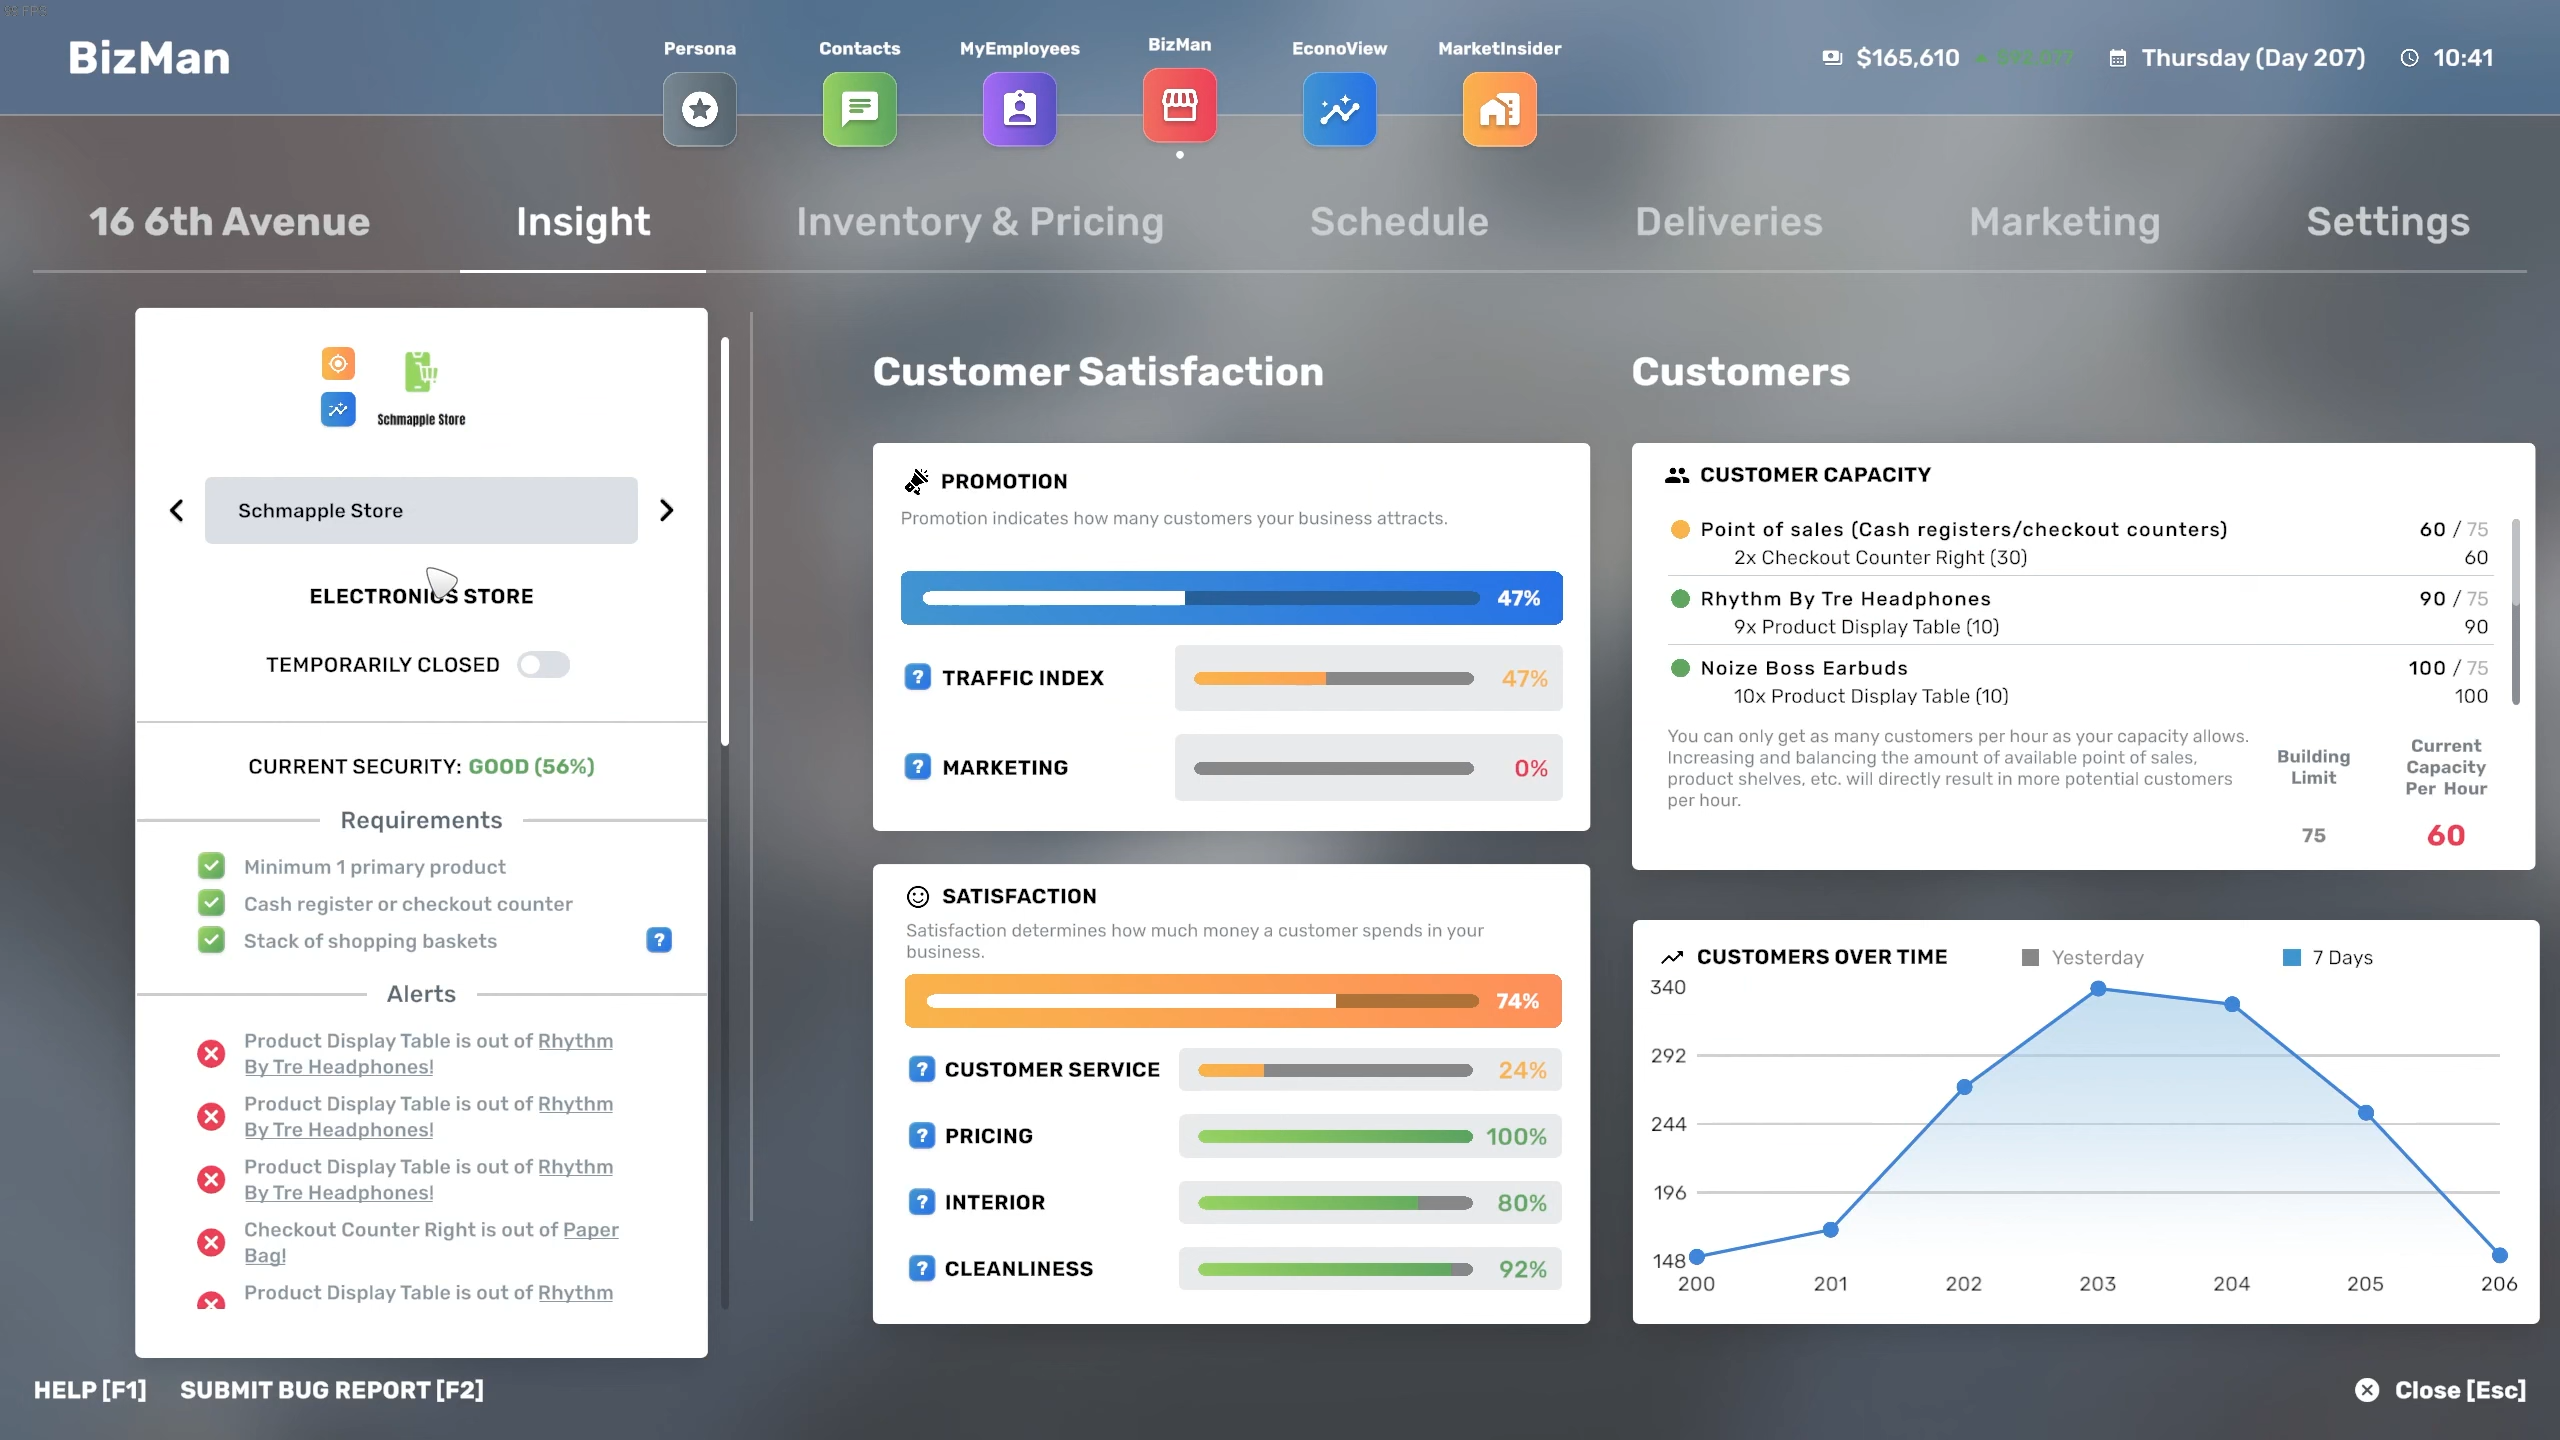 BizMan
Persona
Contacts
MyEmployees
BizMan
EconoView
MarketInsider
$165,610
Thursday (Day 207)
10:41
16 6th Avenue
Insight
Inventory & Pricing
Schedule
Deliveries
Marketing
Settings
Schmapple Store
Schmapple Store
ELECTRONICS STORE
TEMPORARILY CLOSED
CURRENT SECURITY: GOOD (56%)
Requirements
Minimum 1 primary product
Cash register or checkout counter
Stack of shopping baskets
?
Alerts
Product Display Table is out of Rhythm
By Tre Headphones!
Product Display Table is out of Rhythm
By Tre Headphones!
Product Display Table is out of Rhythm
By Tre Headphones!
Checkout Counter Right is out of Paper
Bag!
Product Display Table is out of Rhythm
Customer Satisfaction
PROMOTION
Promotion indicates how many customers your business attracts.
47%
? TRAFFIC INDEX 47%
? MARKETING 0%
SATISFACTION
Satisfaction determines how much money a customer spends in your
business.
74%
? CUSTOMER SERVICE 24%
? PRICING 100%
? INTERIOR 80%
? CLEANLINESS 92%
Customers
CUSTOMER CAPACITY
Point of sales (Cash registers/checkout counters) 60 / 75
2x Checkout Counter Right (30) 60
Rhythm By Tre Headphones 90 / 75
9x Product Display Table (10) 90
Noize Boss Earbuds 100 / 75
10x Product Display Table (10) 100
You can only get as many customers per hour as your capacity allows.
Increasing and balancing the amount of available point of sales,
product shelves, etc. will directly result in more potential customers
per hour.
Building
Limit
75
Current
Capacity
Per Hour
60
CUSTOMERS OVER TIME
Yesterday
7 Days
340
292
244
196
148
200 201 202 203 204 205 206
HELP [F1]
SUBMIT BUG REPORT [F2]
Close [Esc]